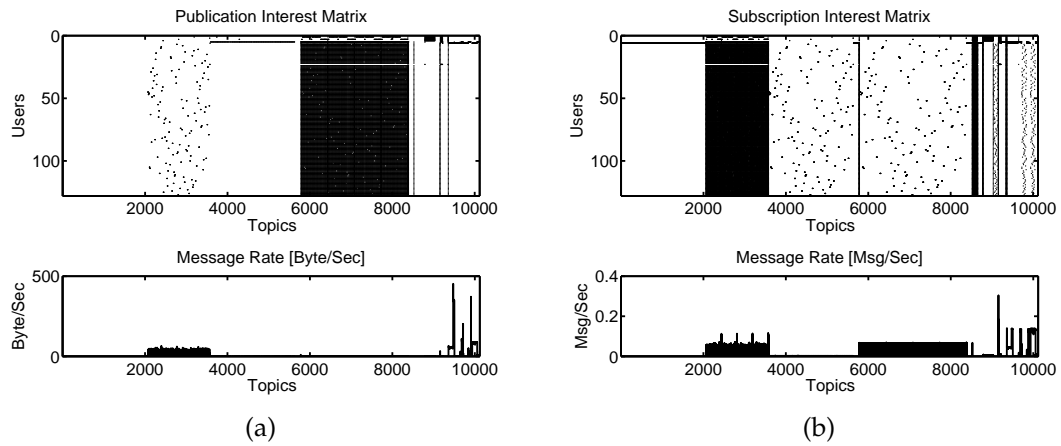 Publication Interest Matrix
0
50
100
Users
2000 4000 6000 8000 10000
Topics
Message Rate [Byte/Sec]
500
0
Byte/Sec
2000 4000 6000 8000 10000
Topics
(a)
Subscription Interest Matrix
0
50
100
Users
2000 4000 6000 8000 10000
Topics
Message Rate [Msg/Sec]
0.4
0.2
0
Msg/Sec
2000 4000 6000 8000 10000
Topics
(b)